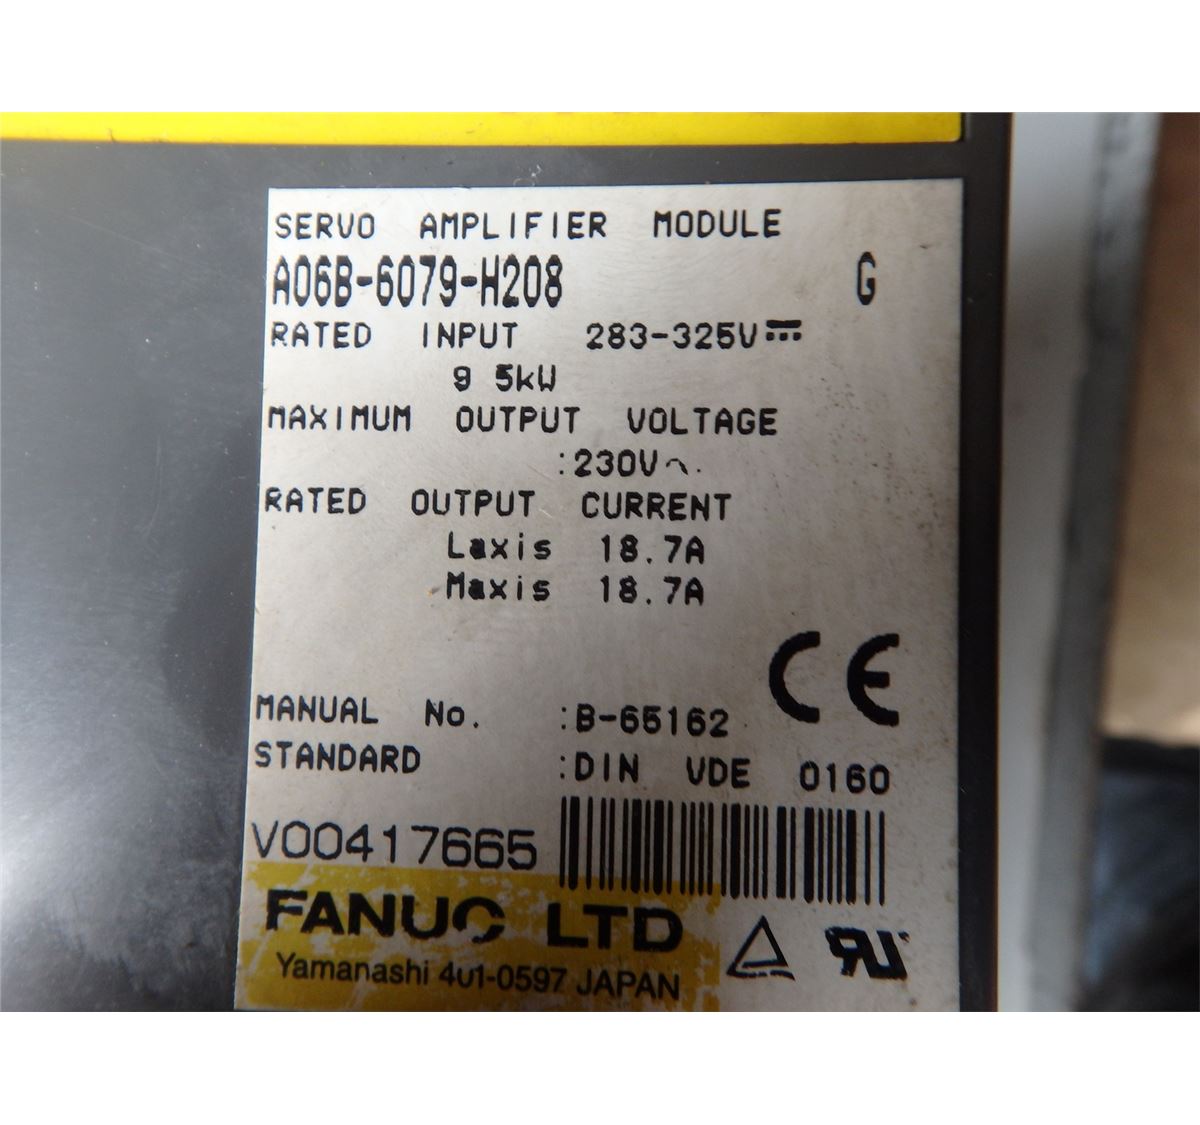 SERVO AMPLIFIER MODULE
A06B-6079-H208 G
RATED INPUT 283-325V⎓
9 5kW
MAXIMUM OUTPUT VOLTAGE
:230V~.
RATED OUTPUT CURRENT
Laxis 18.7A
Maxis 18.7A
CE
MANUAL No. :B-65162
STANDARD :DIN VDE 0160
V00417665
FANUC LTD
Yamanashi 401-0597 JAPAN